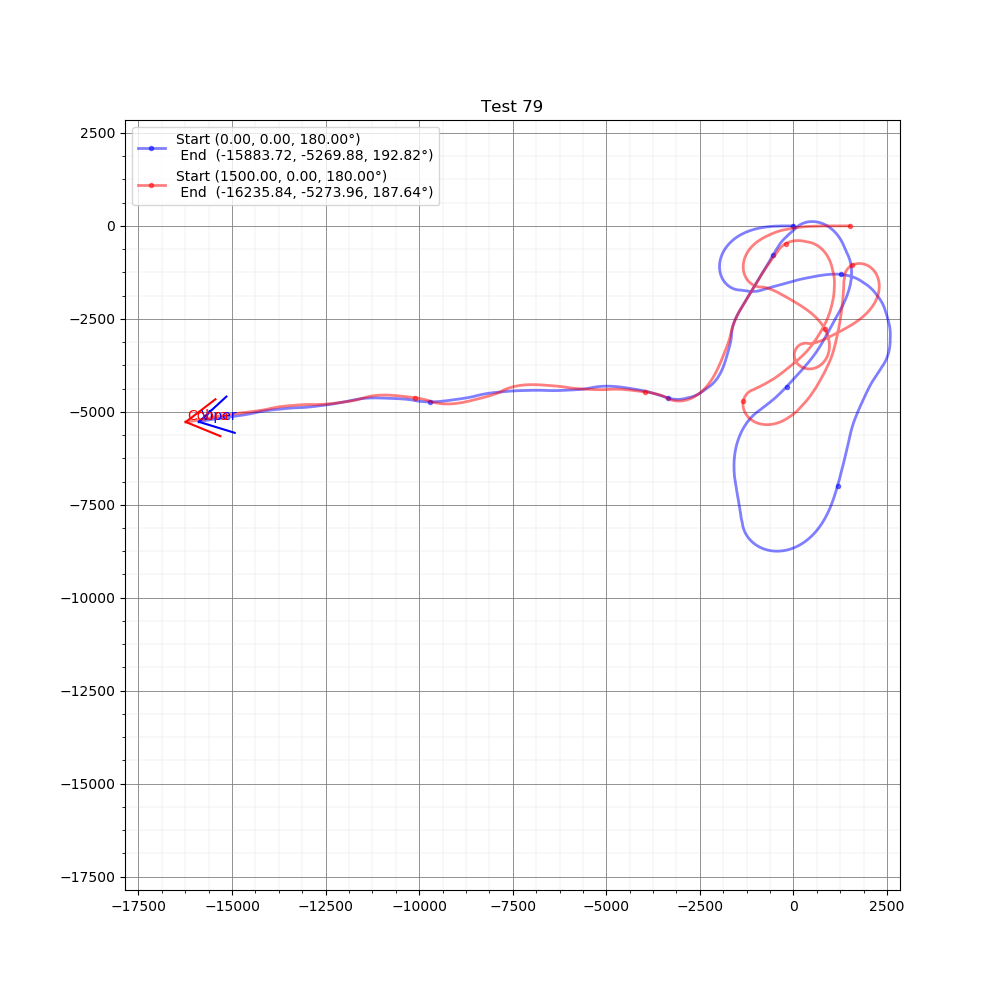 Test 79
Start (0.00, 0.00, 180.00°)
End (-15883.72, -5269.88, 192.82°)
Start (1500.00, 0.00, 180.00°)
End (-16235.84, -5273.96, 187.64°)
2500
0
−2500
−5000
−7500
−10000
−12500
−15000
−17500
−17500 −15000 −12500 −10000 −7500 −5000 −2500 0 2500